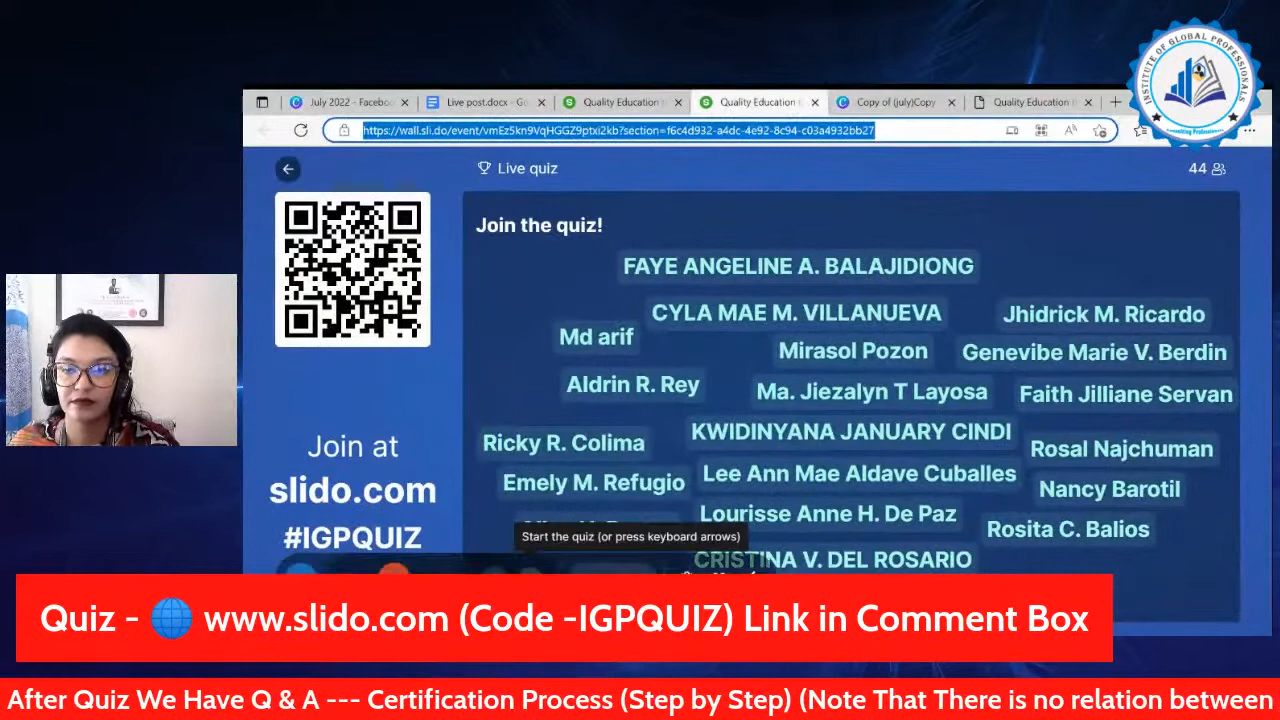 INSTITUTE OF GLOBAL PROFESSIONALS
Consulting Professionals
July 2022 - Faceboo
Live post.docx - Go
Quality Education
Quality Education
Copy of (july)Copy
Quality Education
https://wall.sli.do/event/vmEz5kn9VqHGGZ9ptxi2kb?section=f6c4d932-a4dc-4e92-8c94-c03a4932bb27
Live quiz
44
Join the quiz!
FAYE ANGELINE A. BALAJIDIONG
CYLA MAE M. VILLANUEVA
Jhidrick M. Ricardo
Md arif
Mirasol Pozon
Genevibe Marie V. Berdin
Aldrin R. Rey
Ma. Jiezalyn T Layosa
Faith Jilliane Servan
Ricky R. Colima
KWIDINYANA JANUARY CINDI
Rosal Najchuman
Emely M. Refugio
Lee Ann Mae Aldave Cuballes
Nancy Barotil
Lourisse Anne H. De Paz
Rosita C. Balios
Start the quiz (or press keyboard arrows)
CRISTINA V. DEL ROSARIO
Join at
slido.com
#IGPQUIZ
Quiz - 🌐 www.slido.com (Code -IGPQUIZ) Link in Comment Box
After Quiz We Have Q & A --- Certification Process (Step by Step) (Note That There is no relation between